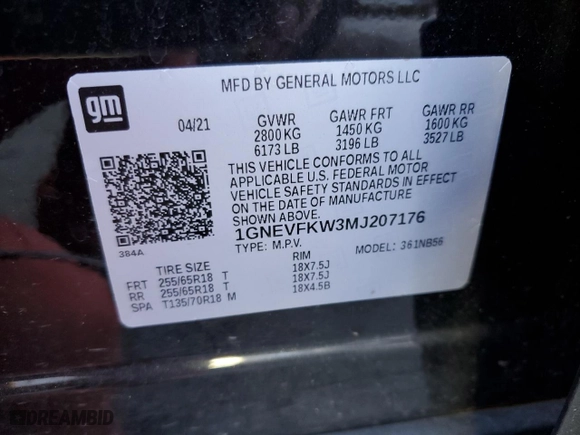 MFD BY GENERAL MOTORS LLC
gm
04/21 GVWR GAWR FRT GAWR RR
2800 KG 1450 KG 1600 KG
6173 LB 3196 LB 3527 LB
THIS VEHICLE CONFORMS TO ALL
APPLICABLE U.S. FEDERAL MOTOR
VEHICLE SAFETY STANDARDS IN EFFECT
ON THE DATE OF MANUFACTURE
SHOWN ABOVE.
384A
1GNEVFKW3MJ207176
TYPE: M.P.V. MODEL: 361NB56
TIRE SIZE RIM
FRT 255/65R18 T 18X7.5J
RR 255/65R18 T 18X7.5J
SPA T135/70R18 M 18X4.5B
DREAMBID